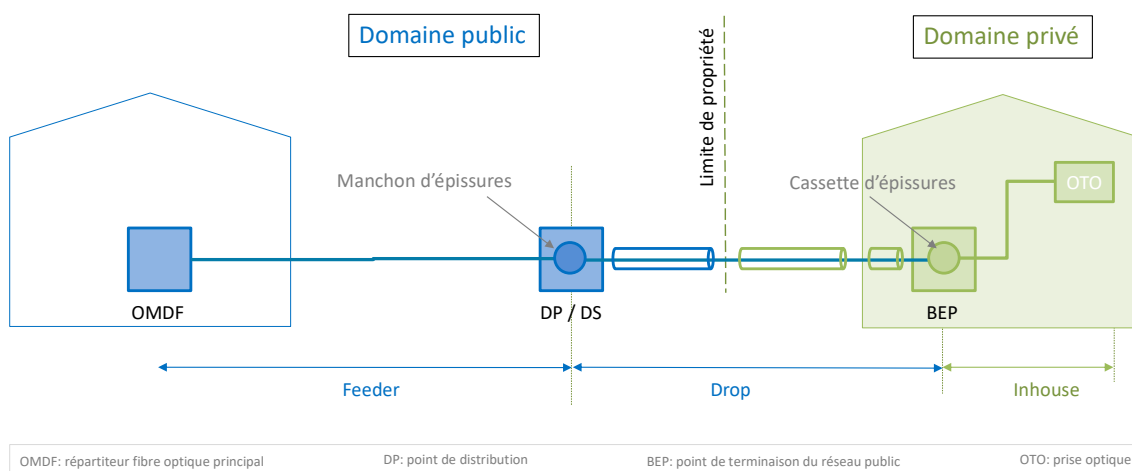 Domaine public
Domaine privé
Limite de propriété
Manchon d'épissures
Cassette d'épissures
OTO
OMDF
DP / DS
BEP
Feeder
Drop
Inhouse
OMDF: répartiteur fibre optique principal
DP: point de distribution
BEP: point de terminaison du réseau public
OTO: prise optique